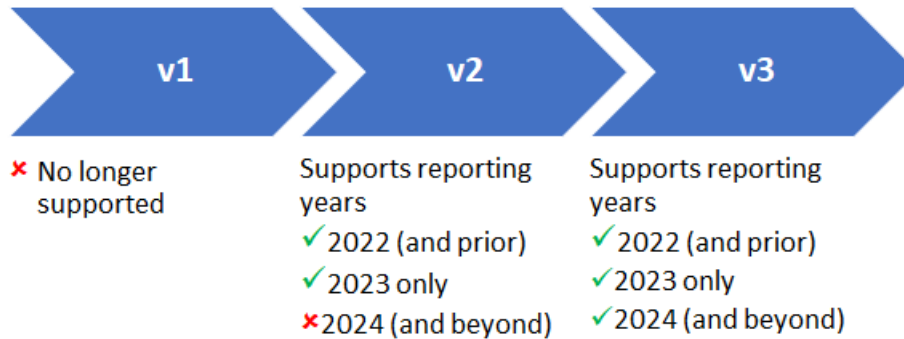 v1
v2
v3
✘ No longer
supported
Supports reporting
years
✓2022 (and prior)
✓2023 only
✘2024 (and beyond)
Supports reporting
years
✓2022 (and prior)
✓2023 only
✓2024 (and beyond)